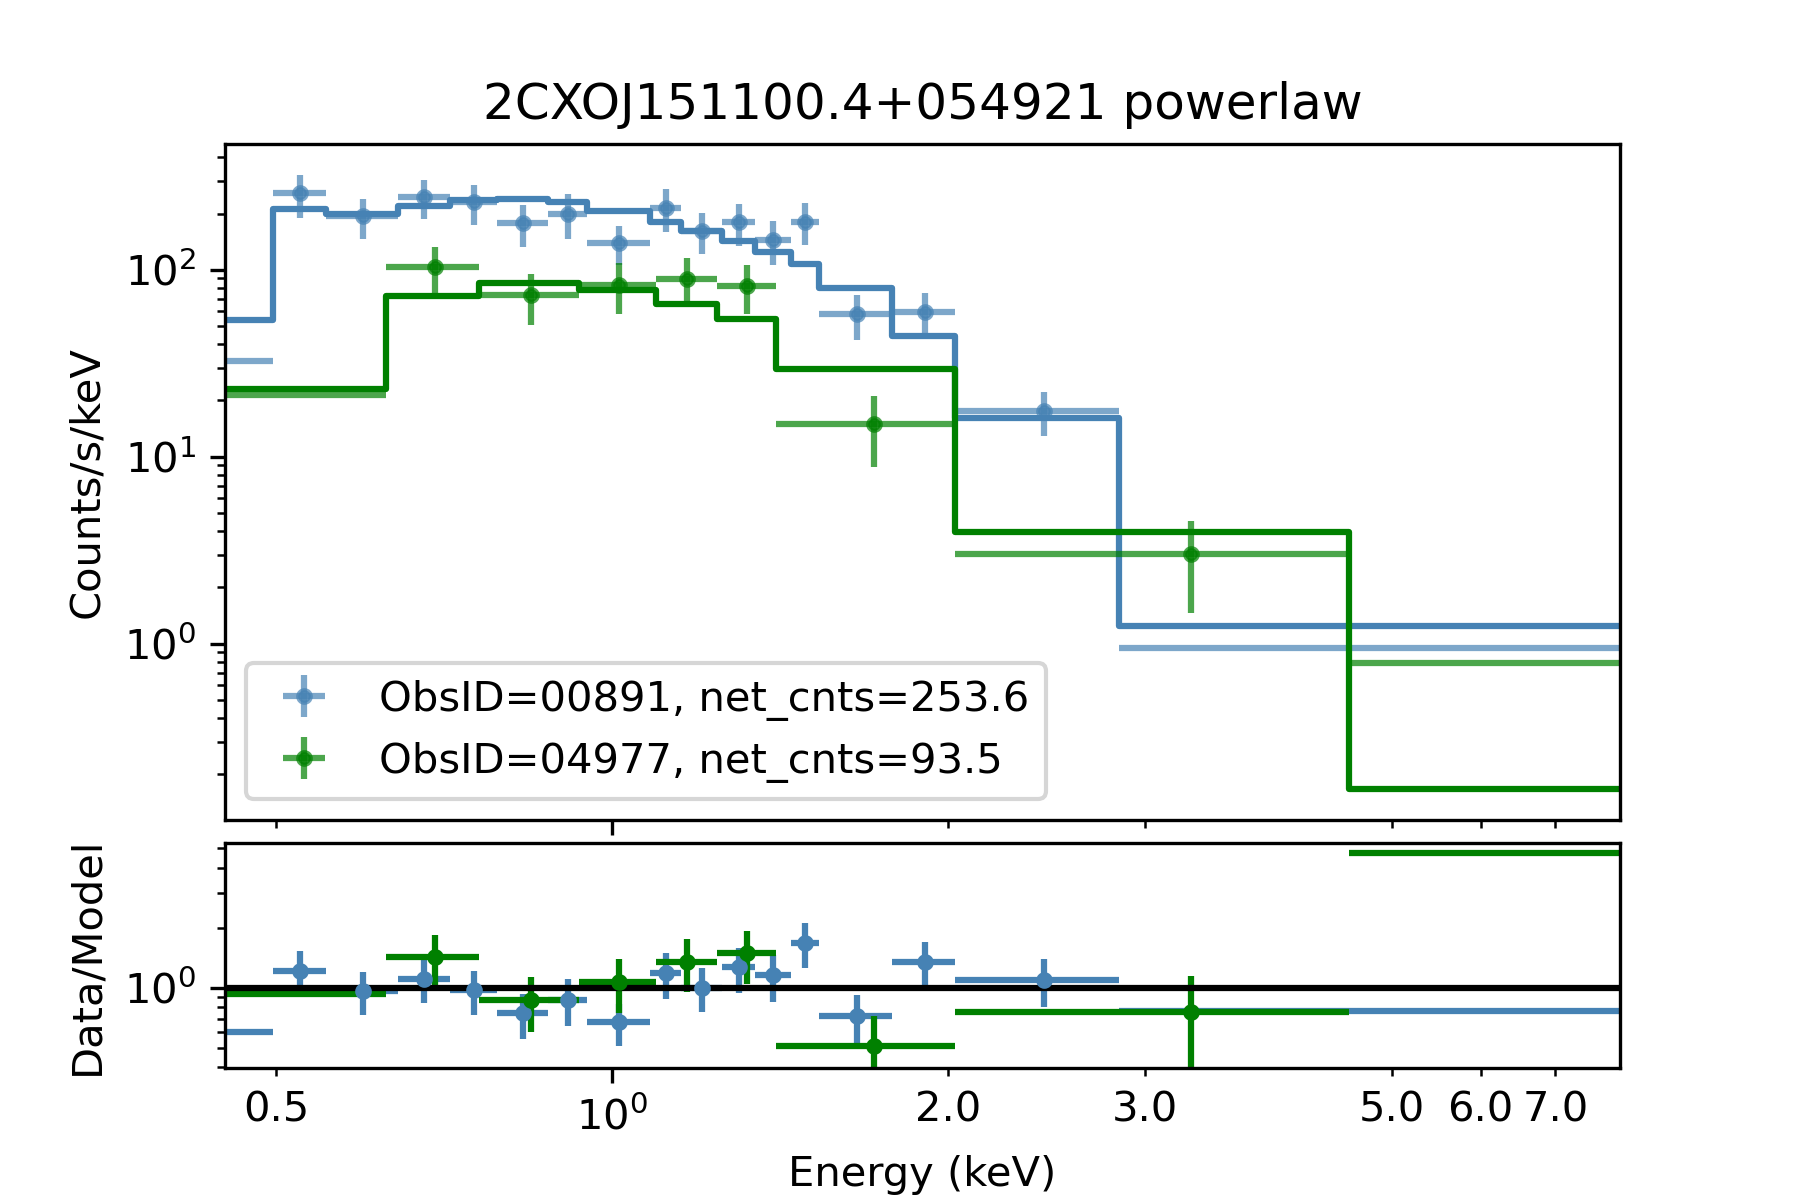 2CXOJ151100.4+054921 powerlaw
Counts/s/keV
10²
10¹
10⁰
ObsID=00891, net_cnts=253.6
ObsID=04977, net_cnts=93.5
Data/Model
10⁰
0.5 10⁰ 2.0 3.0 5.0 6.0 7.0
Energy (keV)